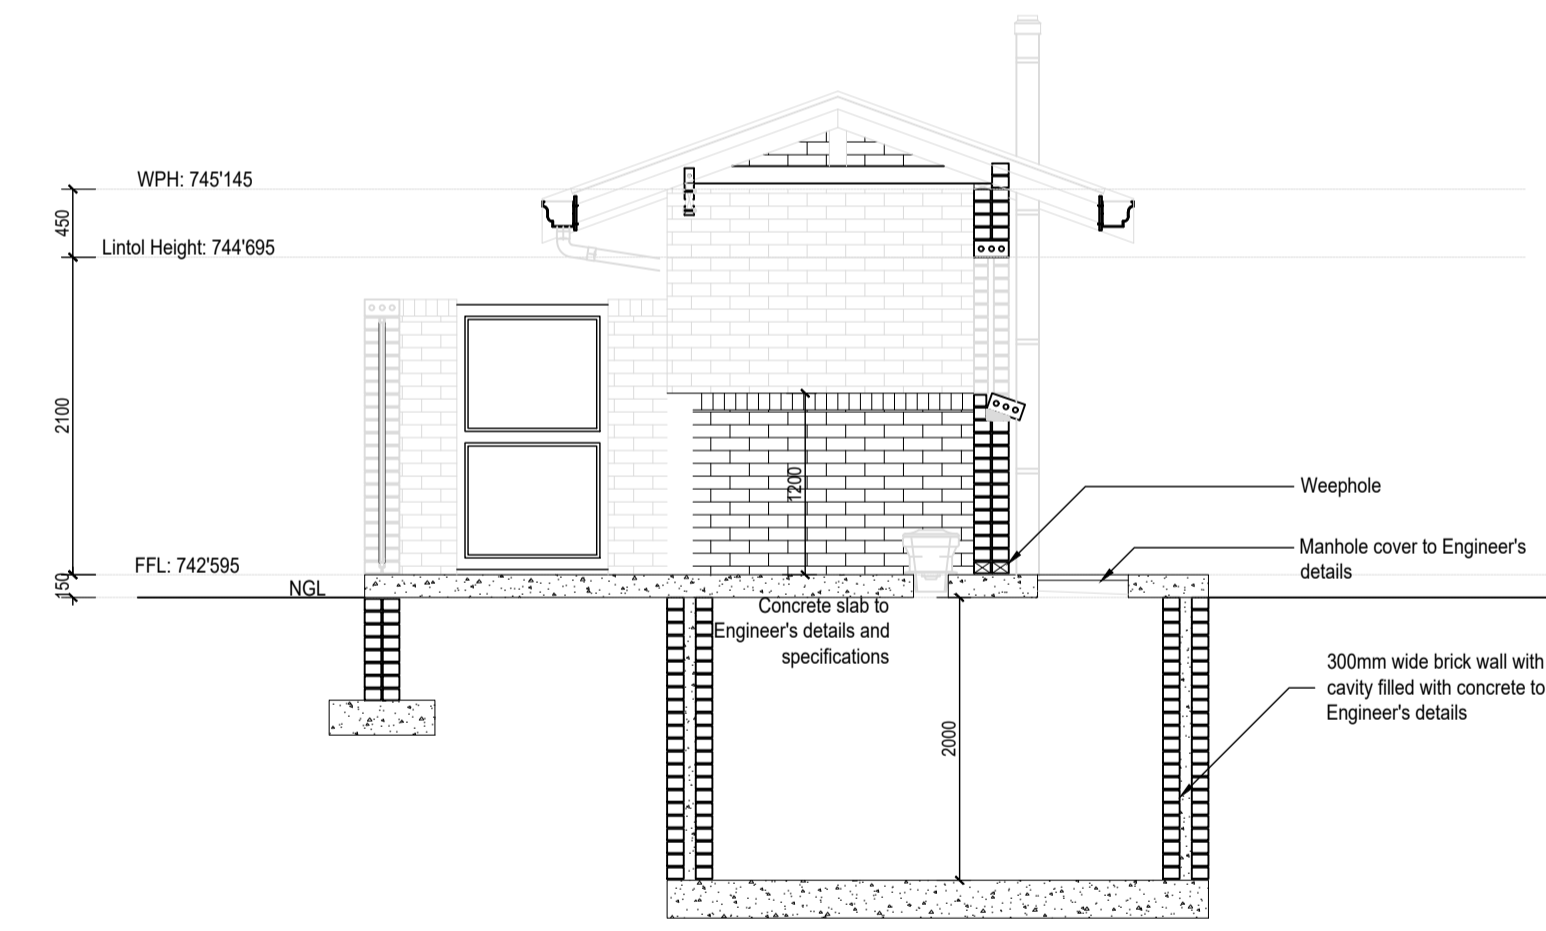 WPH: 745'145
450
Lintol Height: 744'695
2100
1200
Weephole
Manhole cover to Engineer's
details
FFL: 742'595
150
NGL
Concrete slab to
Engineer's details and
specifications
300mm wide brick wall with
cavity filled with concrete to
Engineer's details
2000